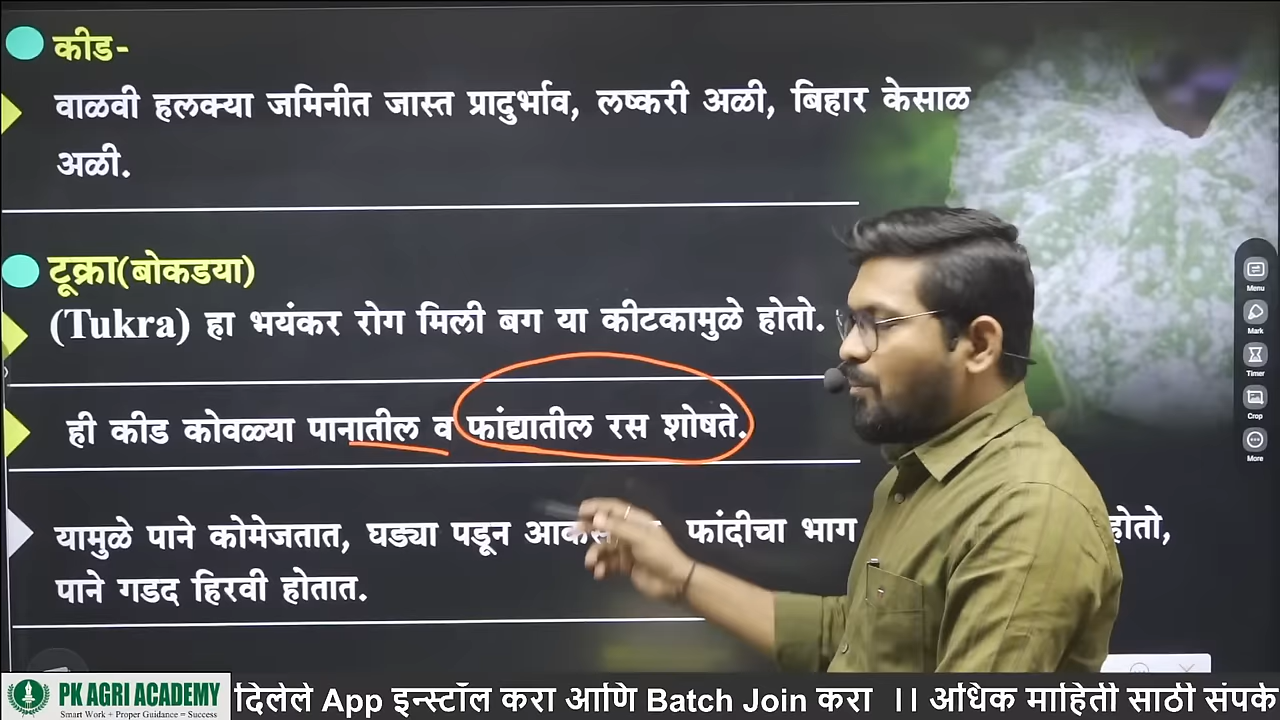 कीड-
वाळवी हलक्या जमिनीत जास्त प्रादुर्भाव, लष्करी अळी, बिहार केसाळ
अळी.
टूक्रा(बोकडया)
(Tukra) हा भयंकर रोग मिली बग या कीटकामुळे होतो.
ही कीड कोवळ्या पानातील व फांद्यातील रस शोषते.
यामुळे पाने कोमेजतात, घड्या पडून फांदीचा भाग होतो,
पाने गडद हिरवी होतात.
Menu
Mark
Timer
Crop
More
PK AGRI ACADEMY
Smart Work + Proper Guidance = Success
दिलेले App इन्स्टॉल करा आणि Batch Join करा ।। अधिक माहिती साठी संपर्क